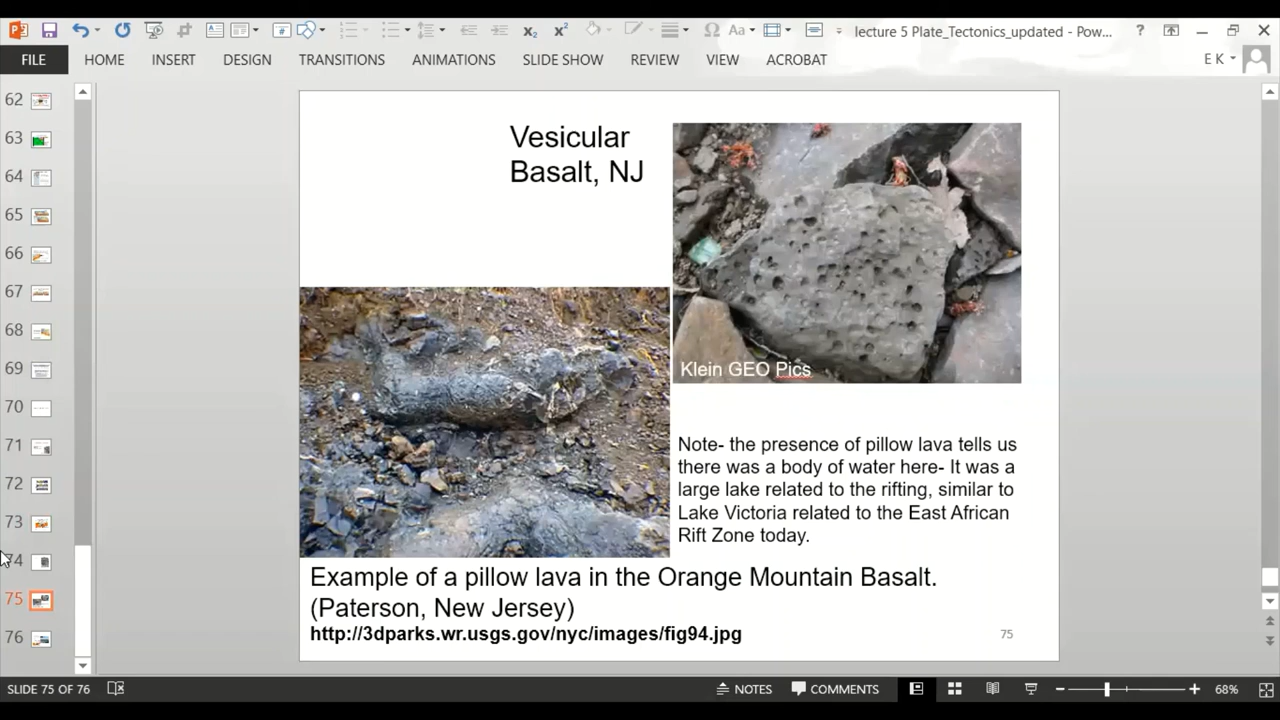 lecture 5 Plate_Tectonics_updated - Pow...
?
E K
FILE
HOME
INSERT
DESIGN
TRANSITIONS
ANIMATIONS
SLIDE SHOW
REVIEW
VIEW
ACROBAT
62
63
64
65
66
67
68
69
70
71
72
73
74
75
76
Vesicular
Basalt, NJ
Klein GEO Pics
Note- the presence of pillow lava tells us
there was a body of water here- It was a
large lake related to the rifting, similar to
Lake Victoria related to the East African
Rift Zone today.
Example of a pillow lava in the Orange Mountain Basalt.
(Paterson, New Jersey)
http://3dparks.wr.usgs.gov/nyc/images/fig94.jpg
75
SLIDE 75 OF 76
NOTES
COMMENTS
68%